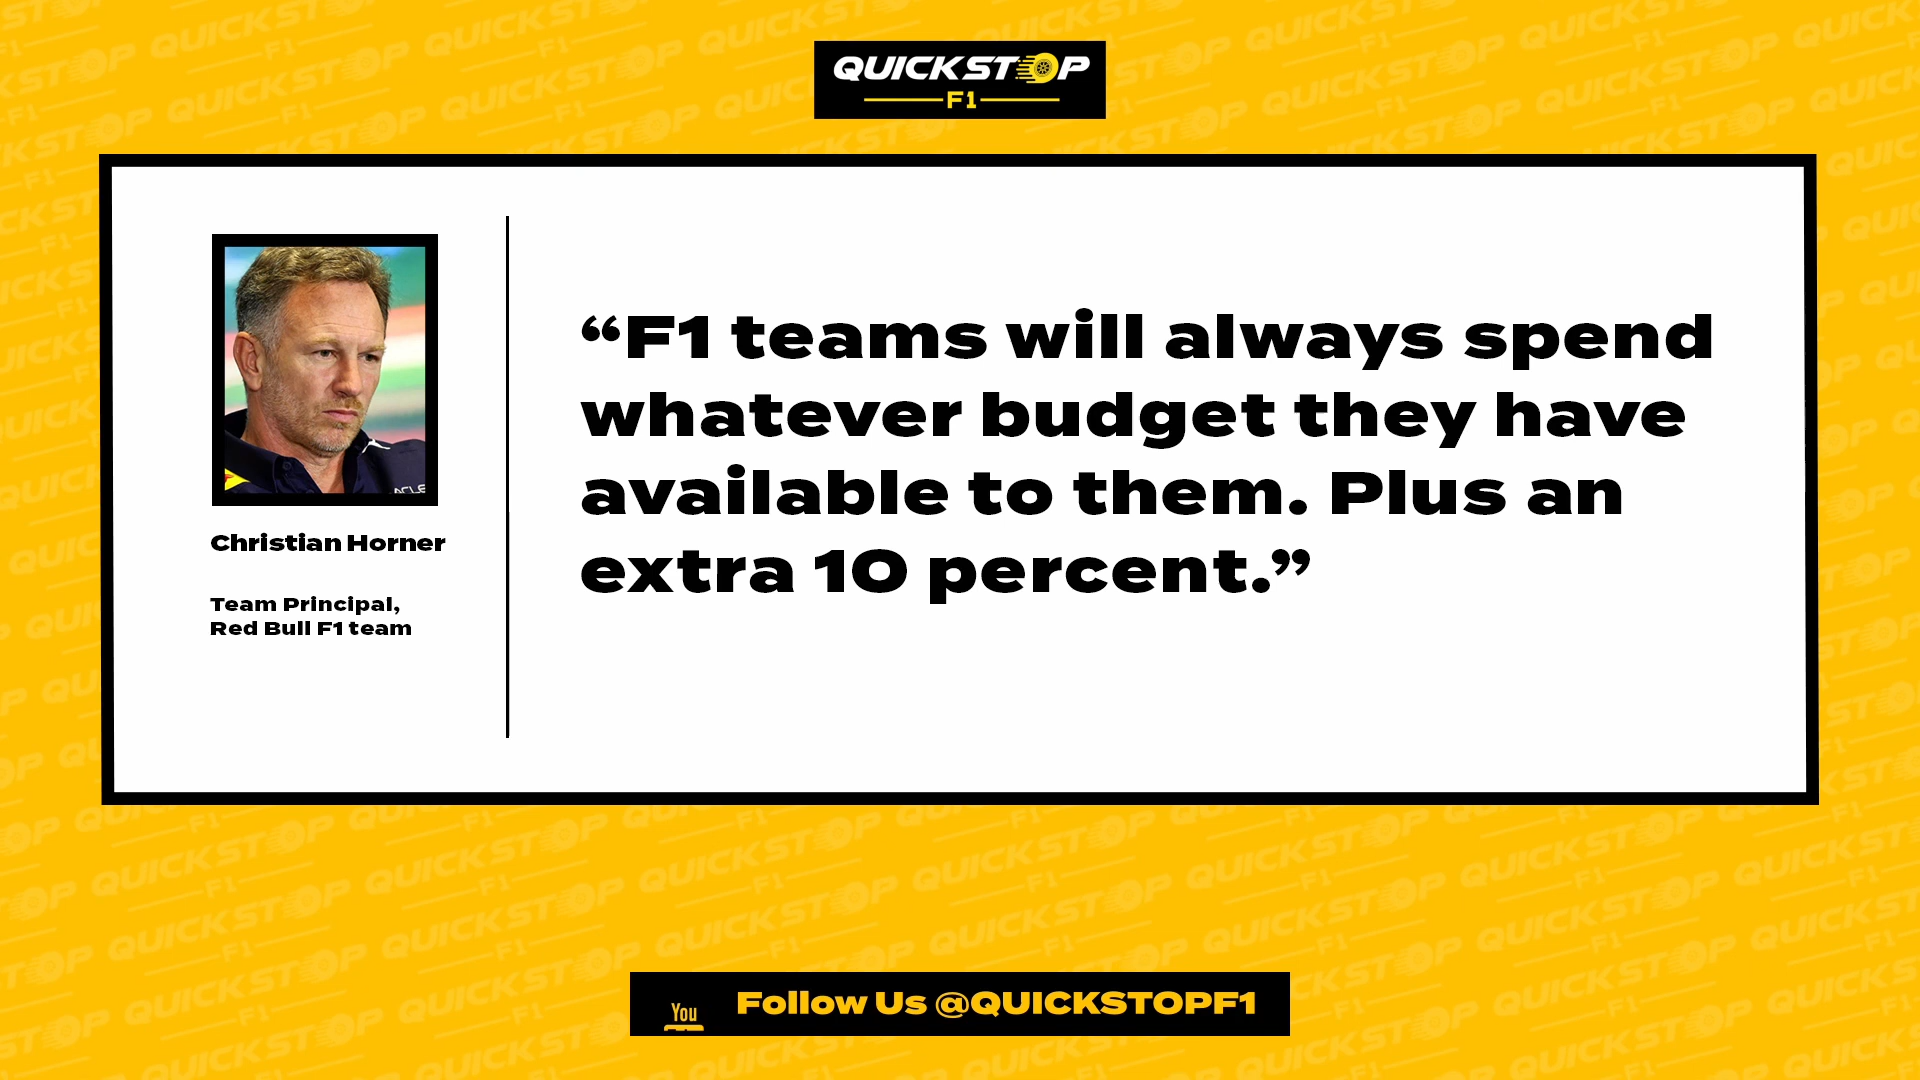 QUICKSTOP
F1
Christian Horner
Team Principal,
Red Bull F1 team
“F1 teams will always spend
whatever budget they have
available to them. Plus an
extra 10 percent.”
You
Follow Us @QUICKSTOPF1